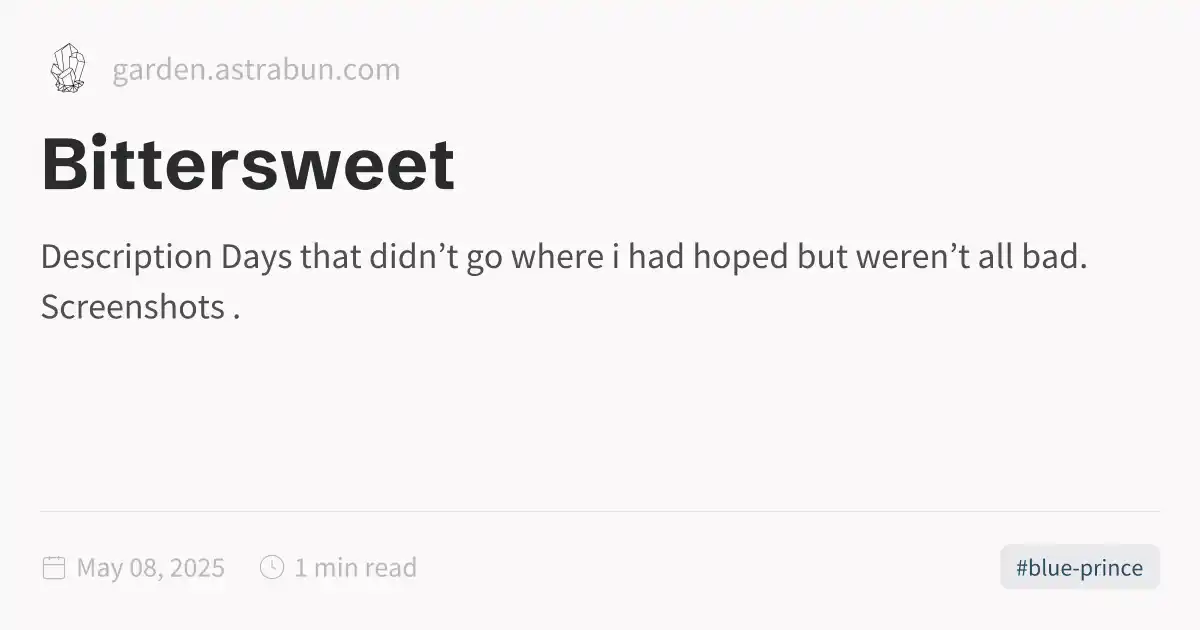 garden.astrabun.com
Bittersweet
Description Days that didn’t go where i had hoped but weren’t all bad.
Screenshots .
May 08, 2025
1 min read
#blue-prince